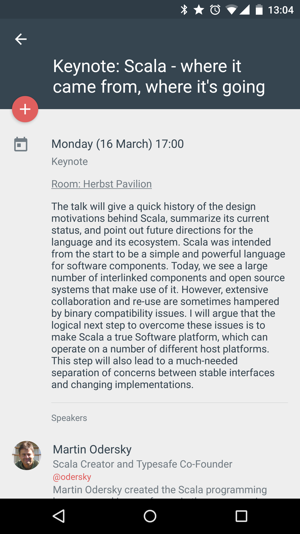 13:04
Keynote: Scala - where it
came from, where it's going
Monday (16 March) 17:00
Keynote
Room: Herbst Pavilion
The talk will give a quick history of the design
motivations behind Scala, summarize its current
status, and point out future directions for the
language and its ecosystem. Scala was intended
from the start to be a simple and powerful language
for software components. Today, we see a large
number of interlinked components and open source
systems that make use of it. However, extensive
collaboration and re-use are sometimes hampered
by binary compatibility issues. I will argue that the
logical next step to overcome these issues is to
make Scala a true Software platform, which can
operate on a number of different host platforms.
This step will also lead to a much-needed
separation of concerns between stable interfaces
and changing implementations.
Speakers
Martin Odersky
Scala Creator and Typesafe Co-Founder
@odersky
Martin Odersky created the Scala programming